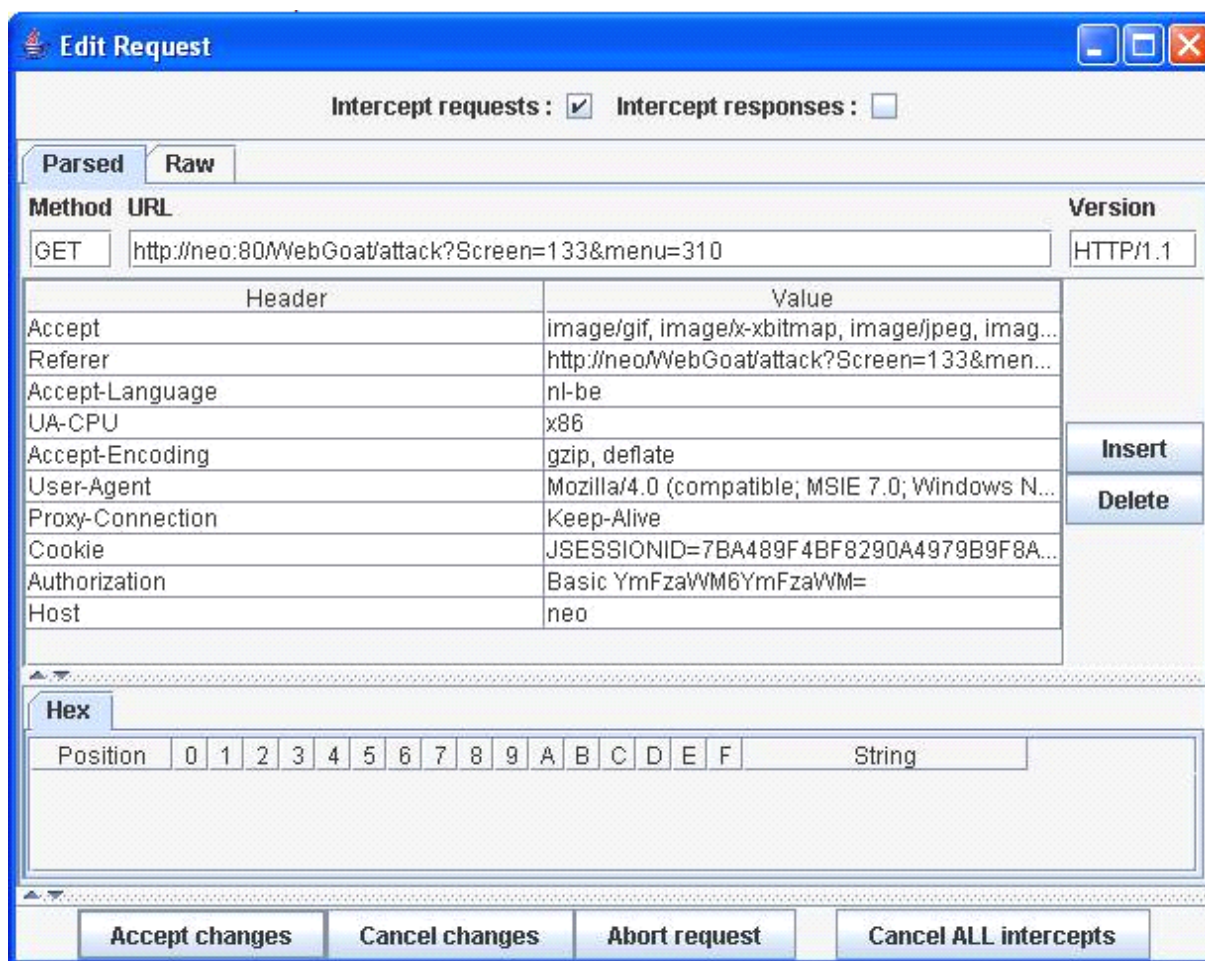 Edit Request
Intercept requests : Intercept responses :
Parsed Raw
Method URL Version
GET http://neo:80/WebGoat/attack?Screen=133&menu=310 HTTP/1.1
Header Value
Accept image/gif, image/x-xbitmap, image/jpeg, imag...
Referer http://neo/WebGoat/attack?Screen=133&men...
Accept-Language nl-be
UA-CPU x86
Accept-Encoding gzip, deflate
Insert
User-Agent Mozilla/4.0 (compatible; MSIE 7.0; Windows N...
Delete
Proxy-Connection Keep-Alive
Cookie JSESSIONID=7BA489F4BF8290A4979B9F8A...
Authorization Basic YmFzaWM6YmFzaWM=
Host neo
Hex
Position 0 1 2 3 4 5 6 7 8 9 A B C D E F String
Accept changes Cancel changes Abort request Cancel ALL intercepts